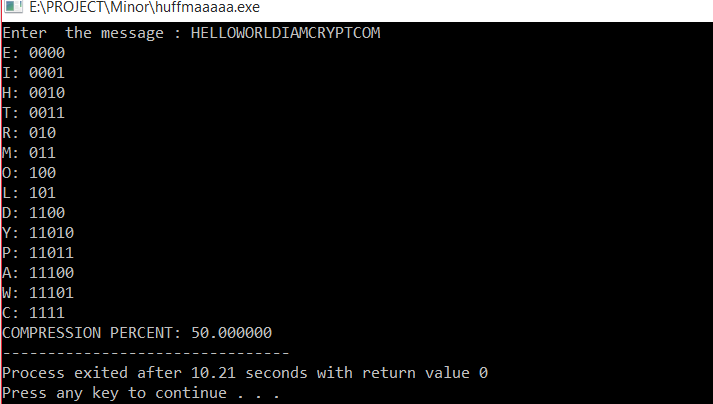 E:\PROJECT\Minor\huffmaaaaa.exe
Enter  the message : HELLOWORLDIAMCRYPTCOM
E: 0000
I: 0001
H: 0010
T: 0011
R: 010
M: 011
O: 100
L: 101
D: 1100
Y: 11010
P: 11011
A: 11100
W: 11101
C: 1111
COMPRESSION PERCENT: 50.000000
--------------------------------
Process exited after 10.21 seconds with return value 0
Press any key to continue . . .